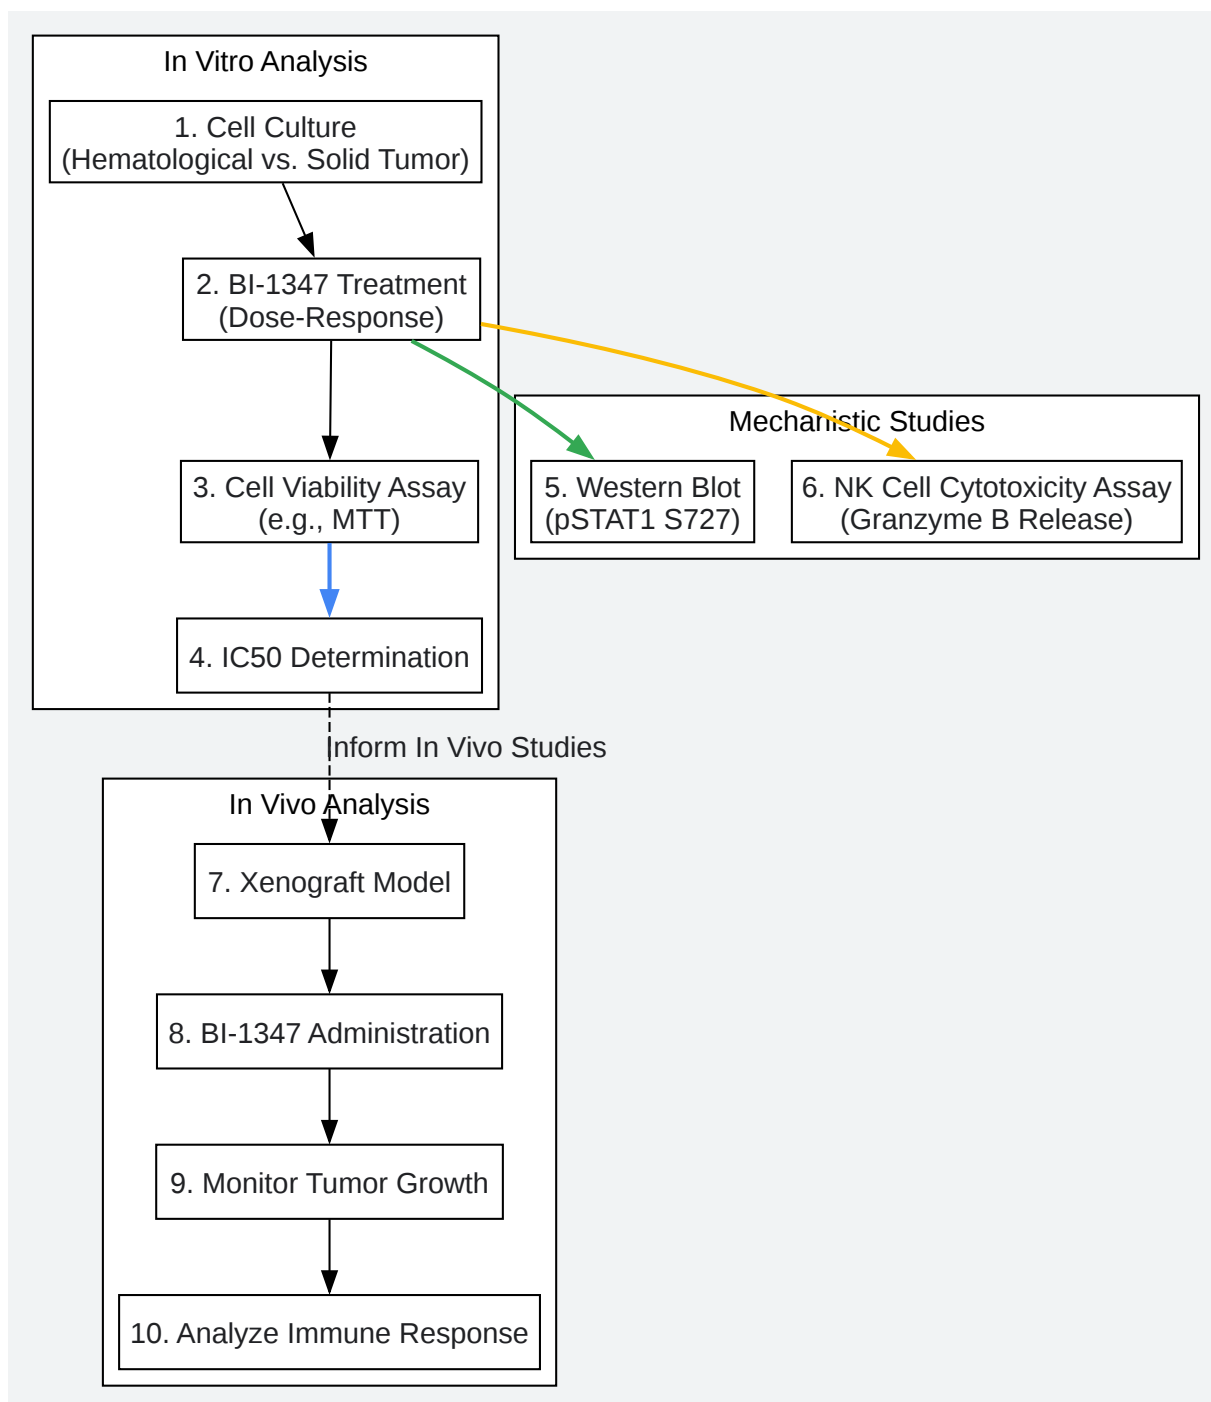 In Vitro Analysis
1. Cell Culture
(Hematological vs. Solid Tumor)
2. BI-1347 Treatment
(Dose-Response)
3. Cell Viability Assay
(e.g., MTT)
4. IC50 Determination
Mechanistic Studies
5. Western Blot
(pSTAT1 S727)
6. NK Cell Cytotoxicity Assay
(Granzyme B Release)
Inform In Vivo Studies
In Vivo Analysis
7. Xenograft Model
8. BI-1347 Administration
9. Monitor Tumor Growth
10. Analyze Immune Response